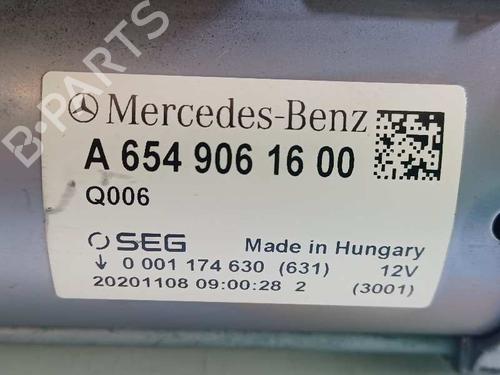 B-PARTS
Mercedes-Benz
A 654 906 16 00
Q006
SEG Made in Hungary
0 001 174 630 (631) 12V
20201108 09:00:28 2 (3001)